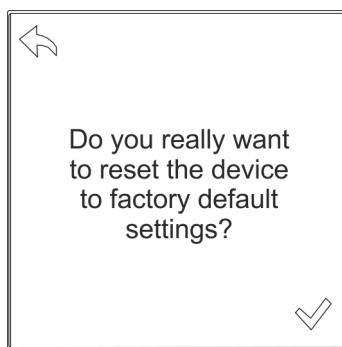 Do you really want
to reset the device
to factory default
settings?